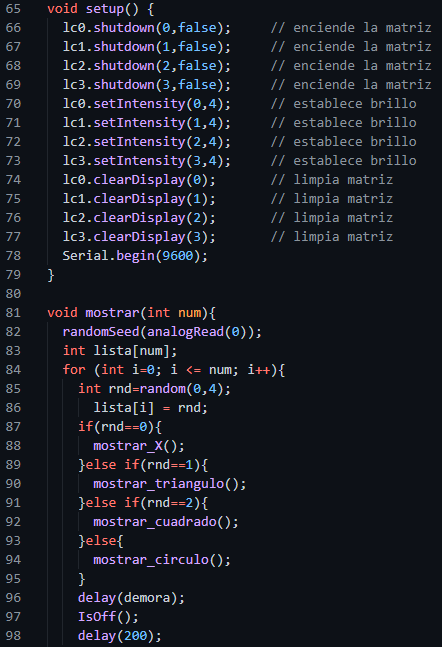 65 void setup() {
66 lc0.shutdown(0,false); // enciende la matriz
67 lc1.shutdown(1,false); // enciende la matriz
68 lc2.shutdown(2,false); // enciende la matriz
69 lc3.shutdown(3,false); // enciende la matriz
70 lc0.setIntensity(0,4); // establece brillo
71 lc1.setIntensity(1,4); // establece brillo
72 lc2.setIntensity(2,4); // establece brillo
73 lc3.setIntensity(3,4); // establece brillo
74 lc0.clearDisplay(0); // limpia matriz
75 lc1.clearDisplay(1); // limpia matriz
76 lc2.clearDisplay(2); // limpia matriz
77 lc3.clearDisplay(3); // limpia matriz
78 Serial.begin(9600);
79 }
80
81 void mostrar(int num){
82 randomSeed(analogRead(0));
83 int lista[num];
84 for (int i=0; i <= num; i++){
85 int rnd=random(0,4);
86 lista[i] = rnd;
87 if(rnd==0){
88 mostrar_X();
89 }else if(rnd==1){
90 mostrar_triangulo();
91 }else if(rnd==2){
92 mostrar_cuadrado();
93 }else{
94 mostrar_circulo();
95 }
96 delay(demora);
97 IsOff();
98 delay(200);